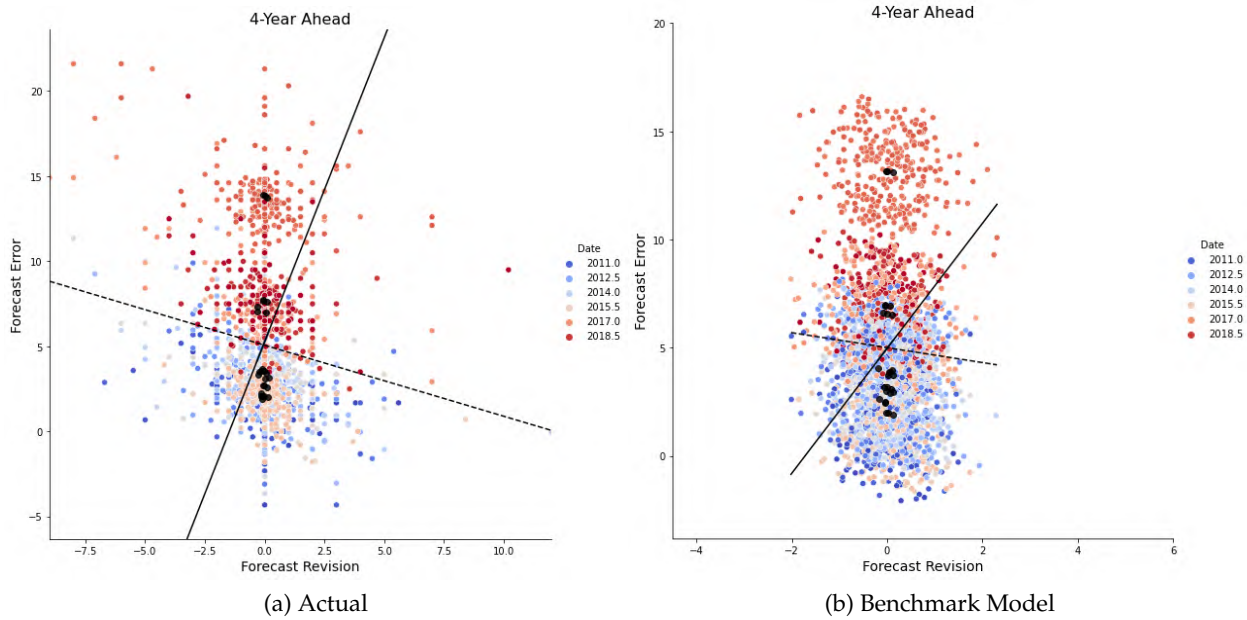 4-Year Ahead
20
15
10
5
0
−5
Forecast Error
−7.5 −5.0 −2.5 0.0 2.5 5.0 7.5 10.0
Forecast Revision
Date
2011.0
2012.5
2014.0
2015.5
2017.0
2018.5
(a) Actual
4-Year Ahead
20
15
10
5
0
Forecast Error
−4 −2 0 2 4 6
Forecast Revision
Date
2011.0
2012.5
2014.0
2015.5
2017.0
2018.5
(b) Benchmark Model